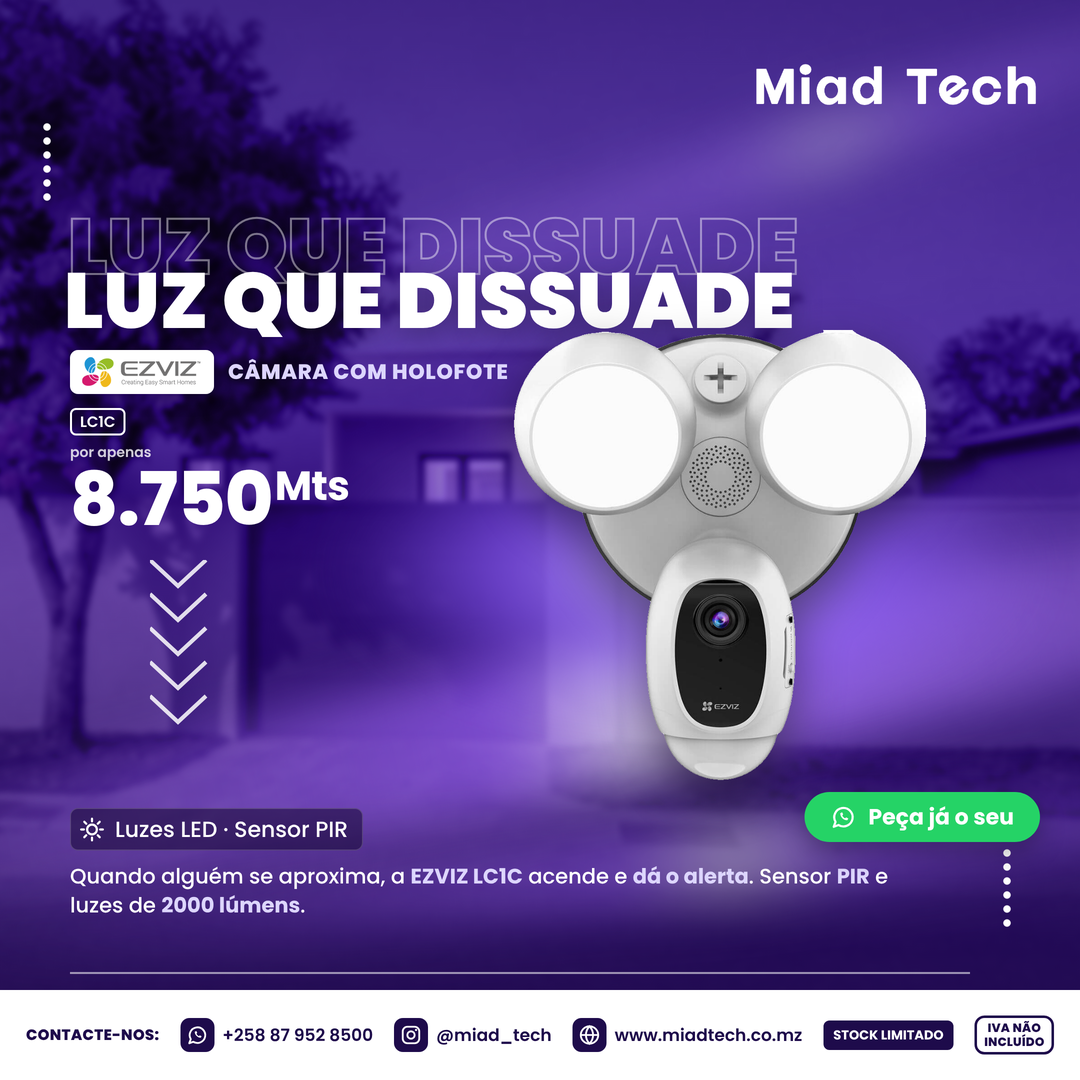 Miad Tech
LUZ QUE DISSUADE
LUZ QUE DISSUADE
EZVIZ
Creating Easy Smart Homes
CÂMARA COM HOLOFOTE
LC1C
por apenas
8.750 Mts
EZVIZ
Peça já o seu
Luzes LED · Sensor PIR
Quando alguém se aproxima, a EZVIZ LC1C acende e dá o alerta. Sensor PIR e
luzes de 2000 lúmens.
CONTACTE-NOS: +258 87 952 8500 @miad_tech www.miadtech.co.mz STOCK LIMITADO
IVA NÃO
INCLUÍDO